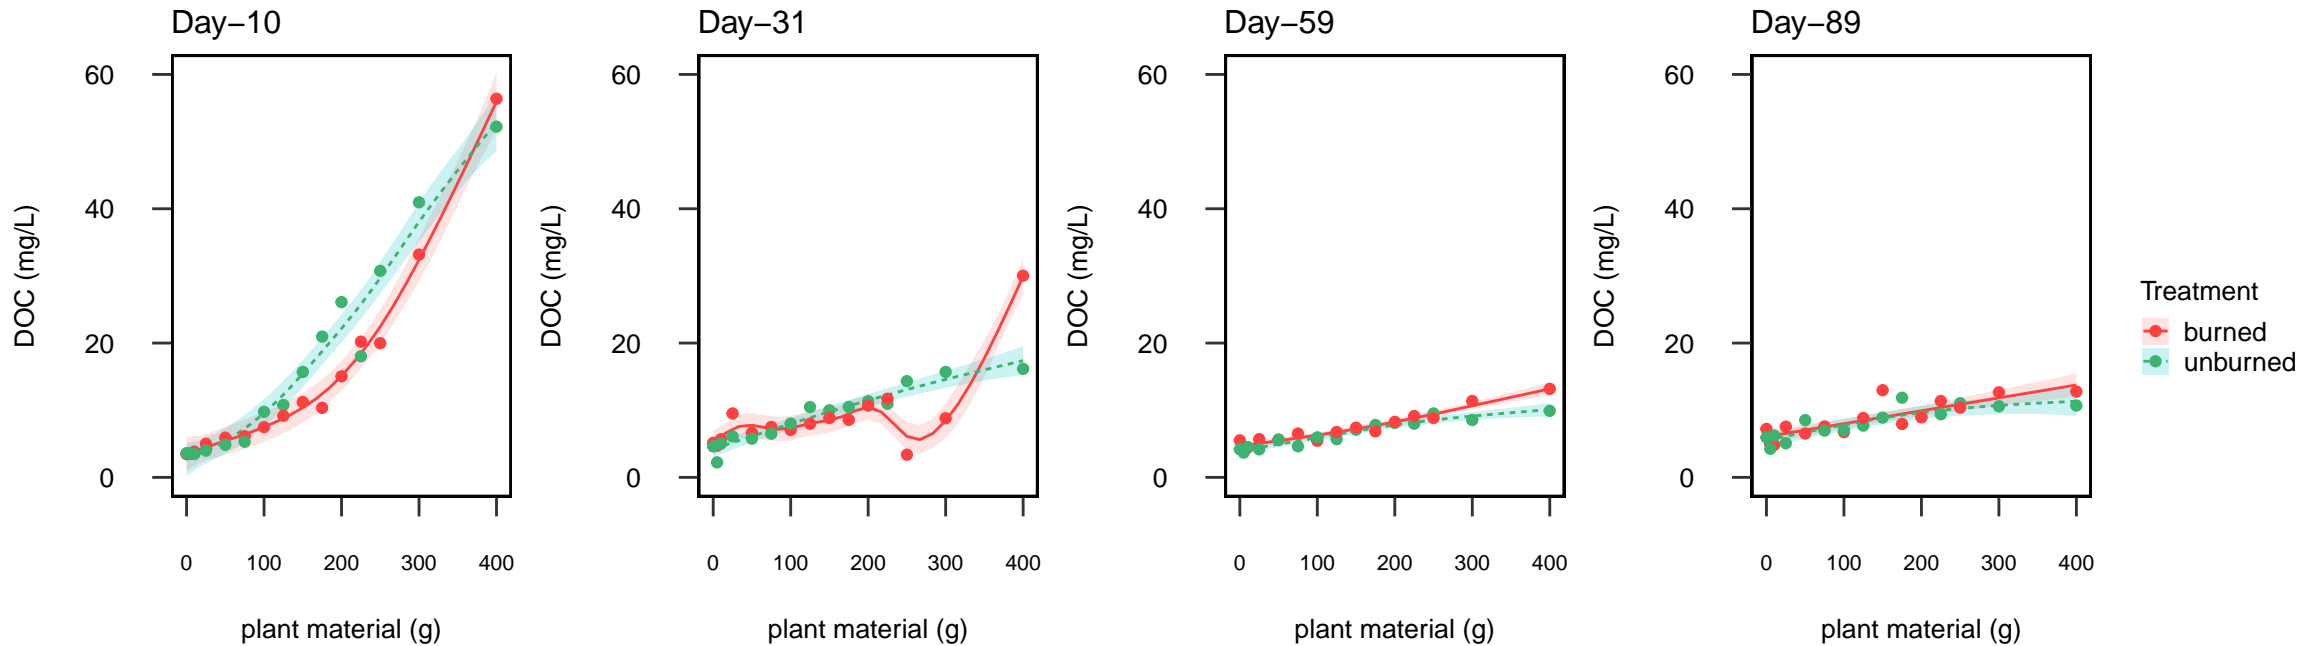 Day−10
Day−31
Day−59
Day−89
60
40
20
0
60
40
20
0
60
40
20
0
60
40
20
0
DOC (mg/L)
DOC (mg/L)
DOC (mg/L)
DOC (mg/L)
0 100 200 300 400
0 100 200 300 400
0 100 200 300 400
0 100 200 300 400
plant material (g)
plant material (g)
plant material (g)
plant material (g)
Treatment
burned
unburned